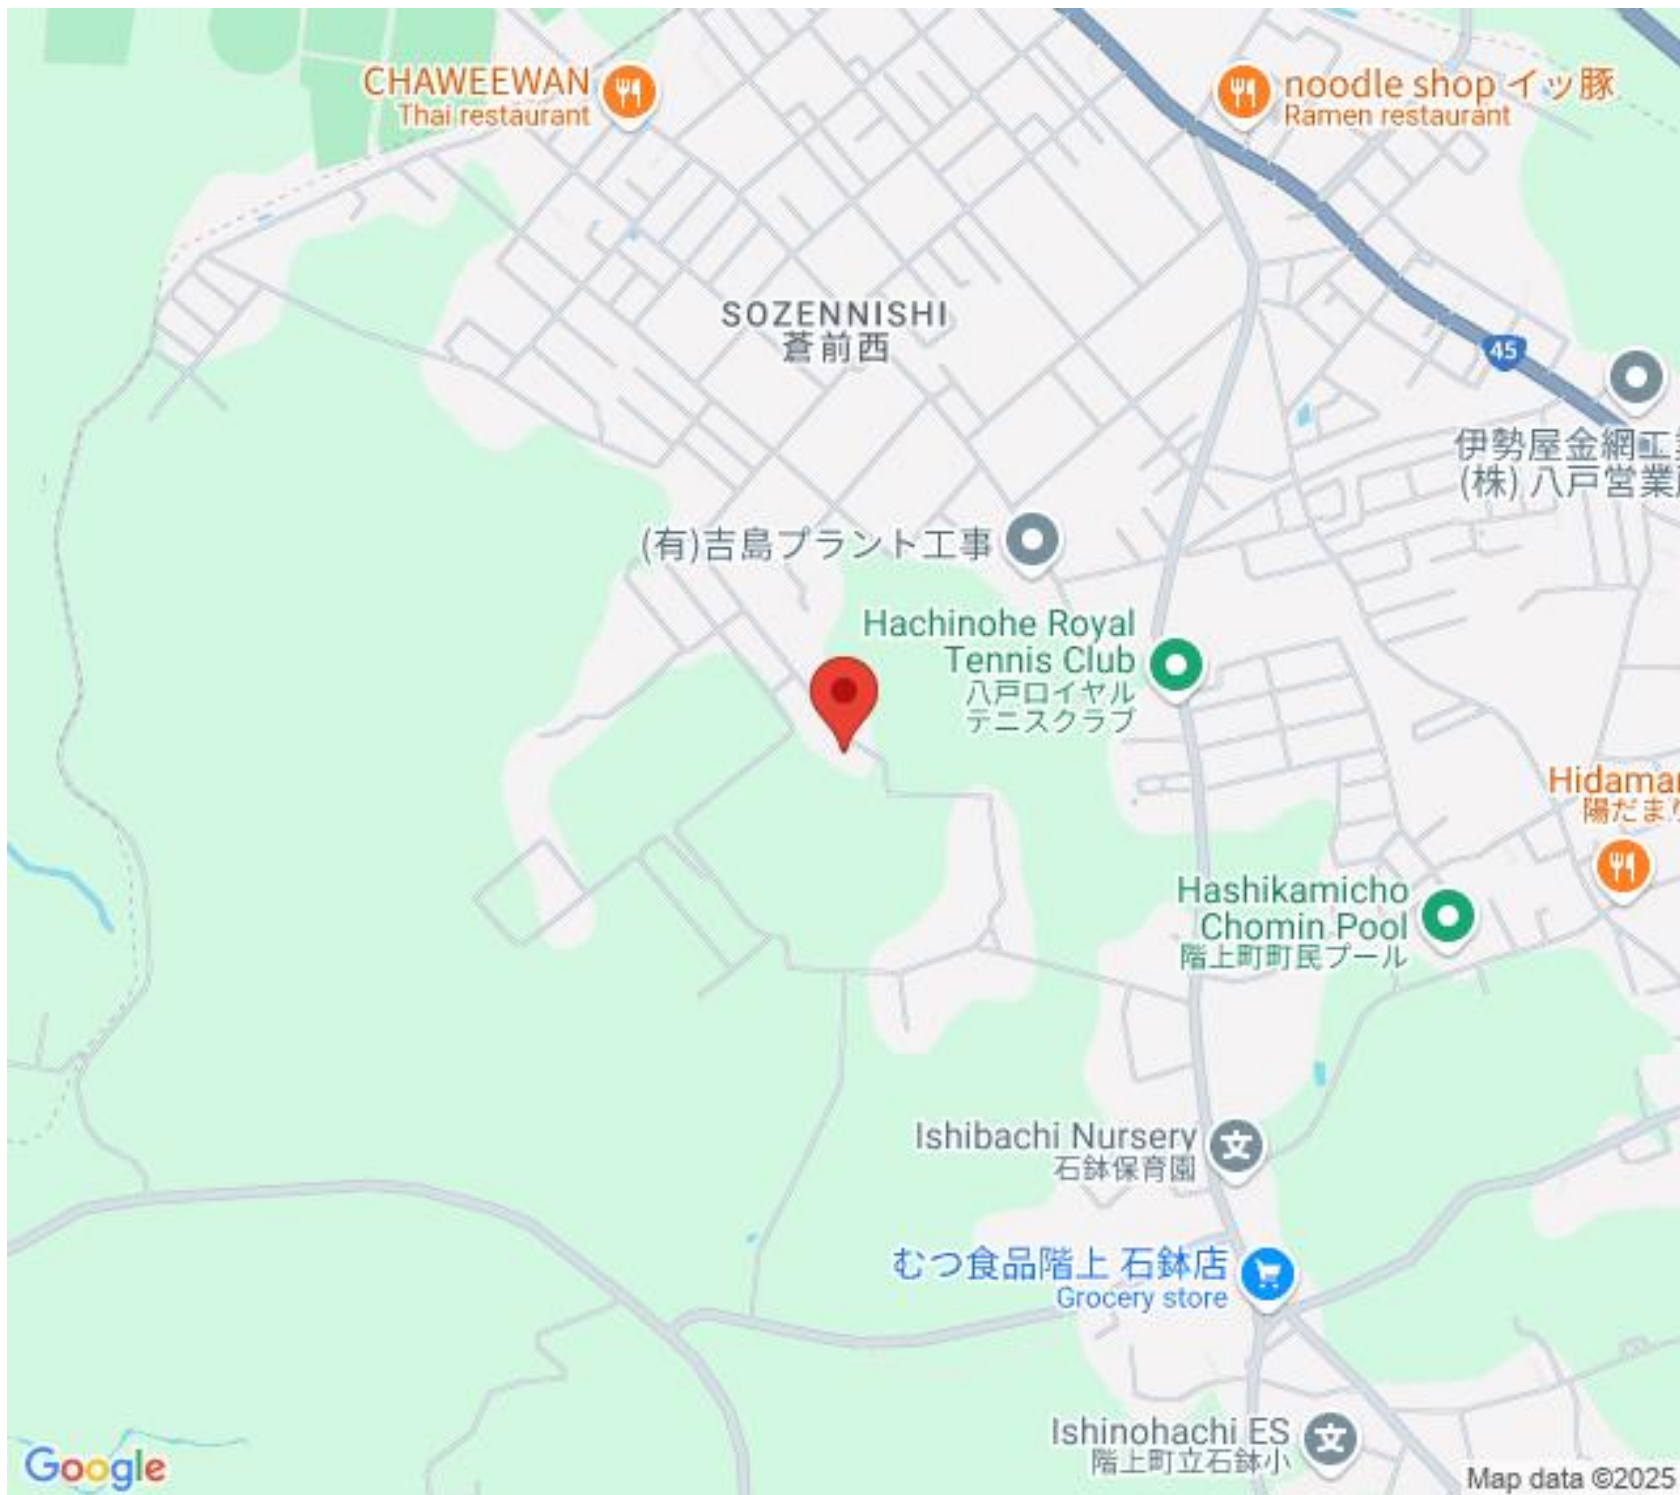 CHAWEEWAN
Thai restaurant
noodle shop イッ豚
Ramen restaurant
SOZENNISHI
蒼前西
45
伊勢屋金網工
(株) 八戸営業
(有)吉島プラント工事
Hachinohe Royal
Tennis Club
八戸ロイヤル
テニスクラブ
Hidamar
陽だまり
Hashikamicho
Chomin Pool
階上町町民プール
Ishibachi Nursery
石鉢保育園
むつ食品階上 石鉢店
Grocery store
Ishinohachi ES
階上町立石鉢小
Google
Map data ©2025